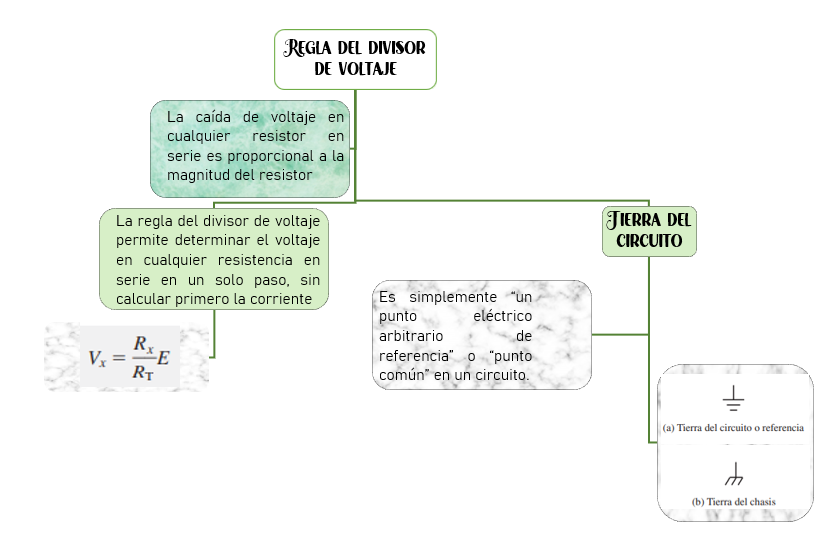 REGLA DEL DIVISOR
DE VOLTAJE
La caída de voltaje en
cualquier resistor en
serie es proporcional a la
magnitud del resistor
La regla del divisor de voltaje
permite determinar el voltaje
en cualquier resistencia en
serie en un solo paso, sin
calcular primero la corriente
Vₓ = Rₓ/R_T E
TIERRA DEL
CIRCUITO
Es simplemente “un
punto eléctrico
arbitrario de
referencia” o “punto
común” en un circuito.
(a) Tierra del circuito o referencia
(b) Tierra del chasis